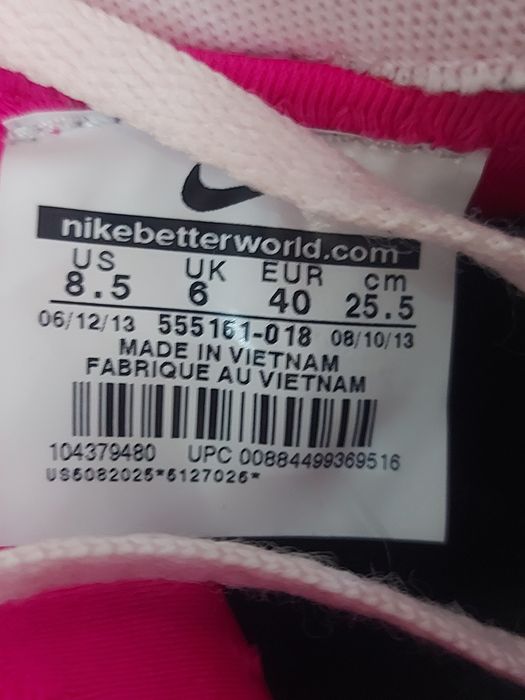 nikebetterworld.com
US UK EUR cm
8.5 6 40 25.5
06/12/13 555161-018 08/10/13
MADE IN VIETNAM
FABRIQUE AU VIETNAM
104379480 UPC 00884499369516
US6082025*5127026*